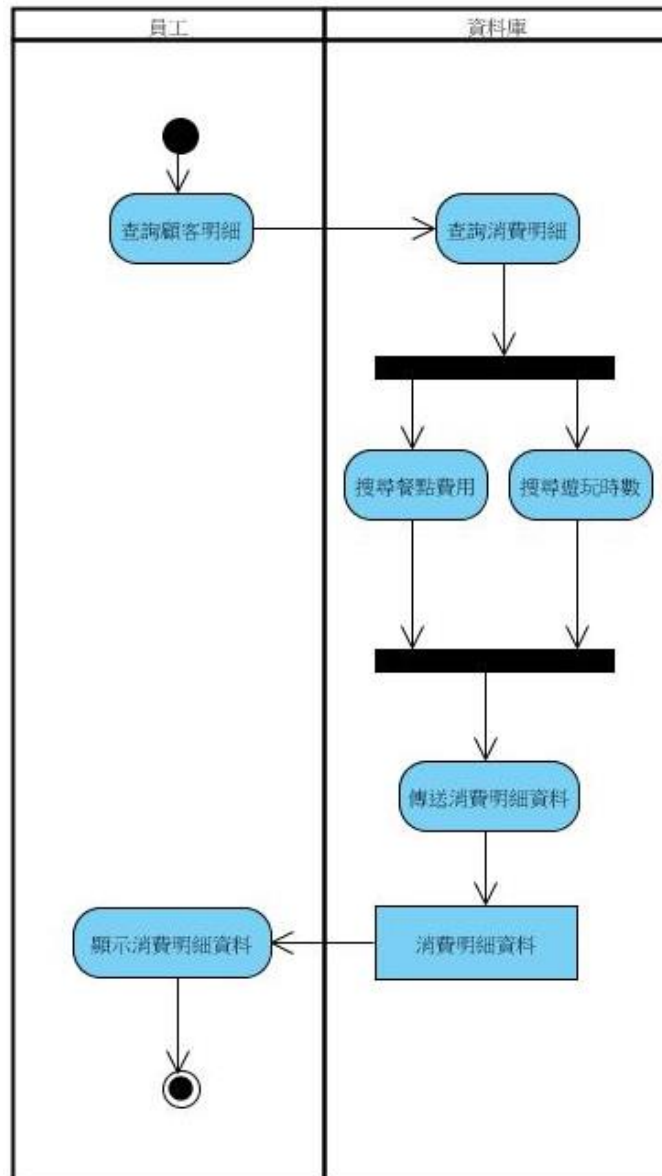 員工
資料庫
查詢顧客明細
查詢消費明細
搜尋餐點費用
搜尋遊玩時數
傳送消費明細資料
顯示消費明細資料
消費明細資料